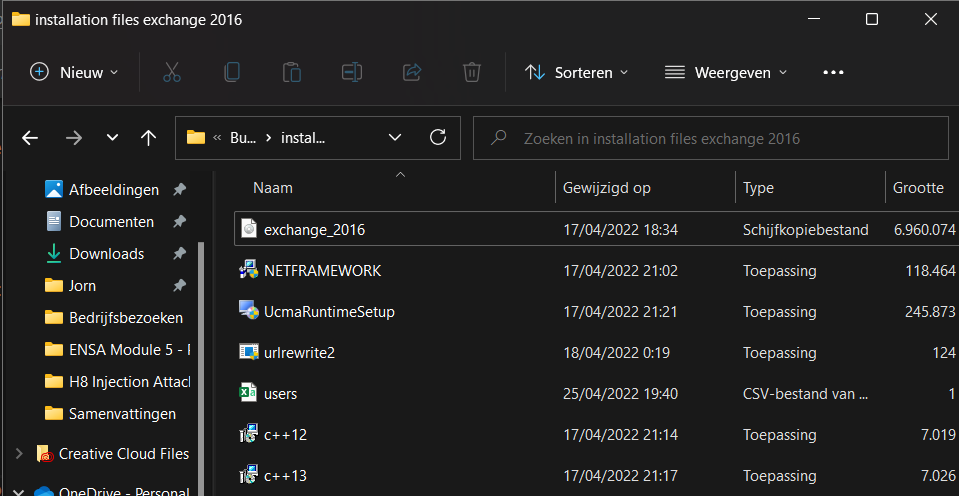 installation files exchange 2016
Nieuw
Sorteren
Weergeven
« Bu... > instal...
Zoeken in installation files exchange 2016
Afbeeldingen
Documenten
Downloads
Jorn
Bedrijfsbezoeken
ENSA Module 5 -
H8 Injection Attac
Samenvattingen
Creative Cloud Files
OneDrive - Personal
Naam Gewijzigd op Type Grootte
exchange_2016 17/04/2022 18:34 Schijfkopiebestand 6.960.074
NETFRAMEWORK 17/04/2022 21:02 Toepassing 118.464
UcmaRuntimeSetup 17/04/2022 21:21 Toepassing 245.873
urlrewrite2 18/04/2022 0:19 Toepassing 124
users 25/04/2022 19:40 CSV-bestand van ... 1
c++12 17/04/2022 21:14 Toepassing 7.019
c++13 17/04/2022 21:17 Toepassing 7.026